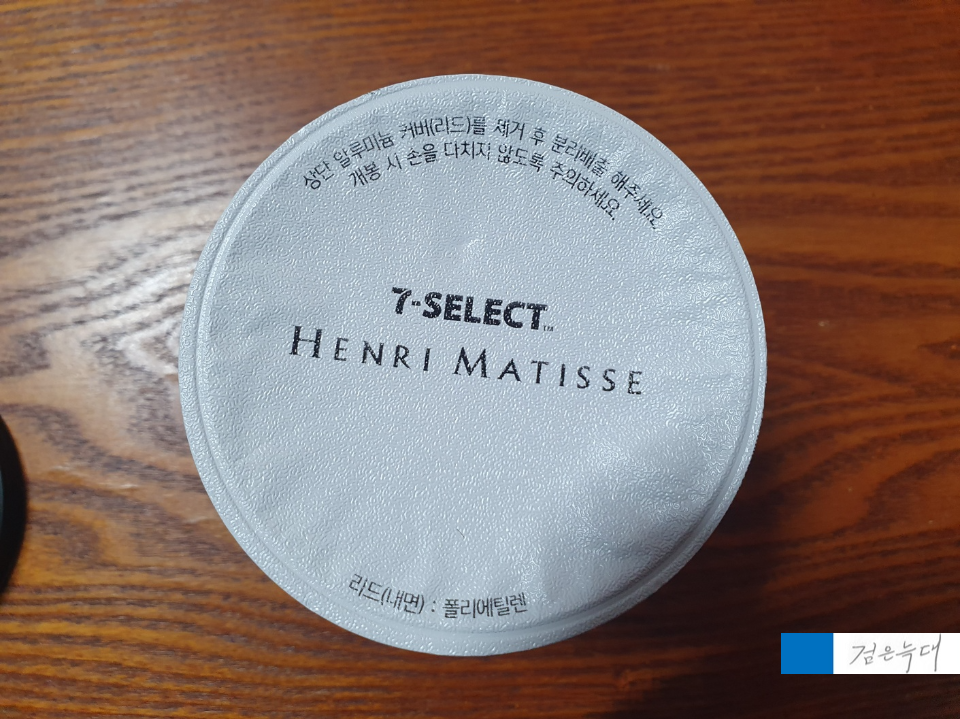 상단 알루미늄 커버(리드)를 제거 후 분리배출 해주세요.
개봉 시 손을 다치지 않도록 주의하세요.
7-SELECT™
HENRI MATISSE
리드(내면) : 폴리에틸렌
검은늑대